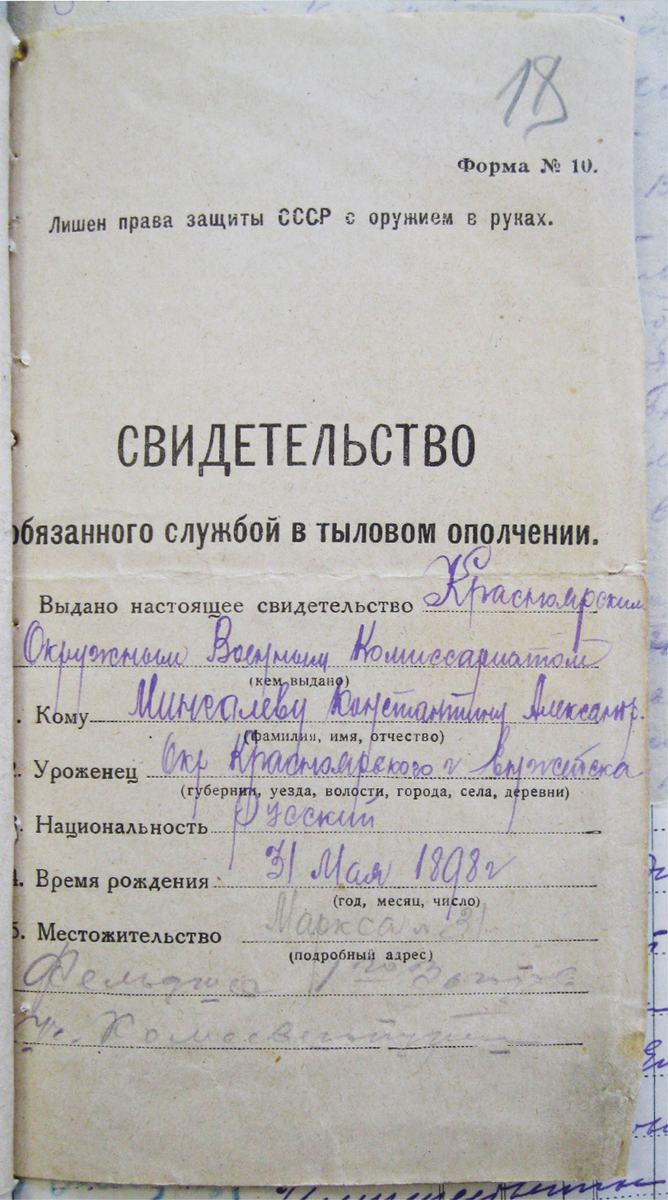 18
Форма № 10.
Лишен права защиты СССР с оружием в руках.
СВИДЕТЕЛЬСТВО
обязанного службой в тыловом ополчении.
Выдано настоящее свидетельство Красноярским
Окружным Военным Комиссариатом
(кем выдано)
Кому Мингалеву Константину Александр.
(фамилия, имя, отчество)
2. Уроженец Окр Красноярского г
(губернии, уезда, волости, города, села, деревни)
3. Национальность Русский
4. Время рождения 31 Мая 1898 г
(год, месяц, число)
5. Местожительство Маркса 31
(подробный адрес)